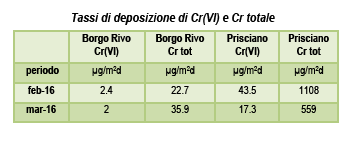 Tassi di deposizione di Cr(VI) e Cr totale
Borgo Rivo Borgo Rivo Prisciano Prisciano
Cr(VI) Cr tot Cr(VI) Cr tot
periodo µg/m²d µg/m²d µg/m²d µg/m²d
feb-16 2.4 22.7 43.5 1108
mar-16 2 35.9 17.3 559